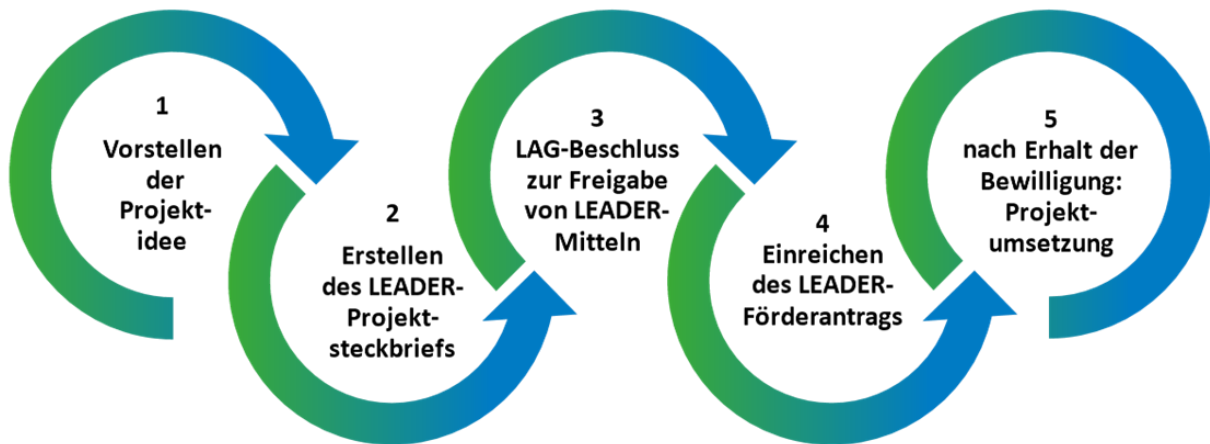 1
Vorstellen
der
Projekt-
idee
2
Erstellen
des LEADER-
Projekt-
steckbriefs
3
LAG-Beschluss
zur Freigabe
von LEADER-
Mitteln
4
Einreichen
des LEADER-
Förderantrags
5
nach Erhalt der
Bewilligung:
Projekt-
umsetzung